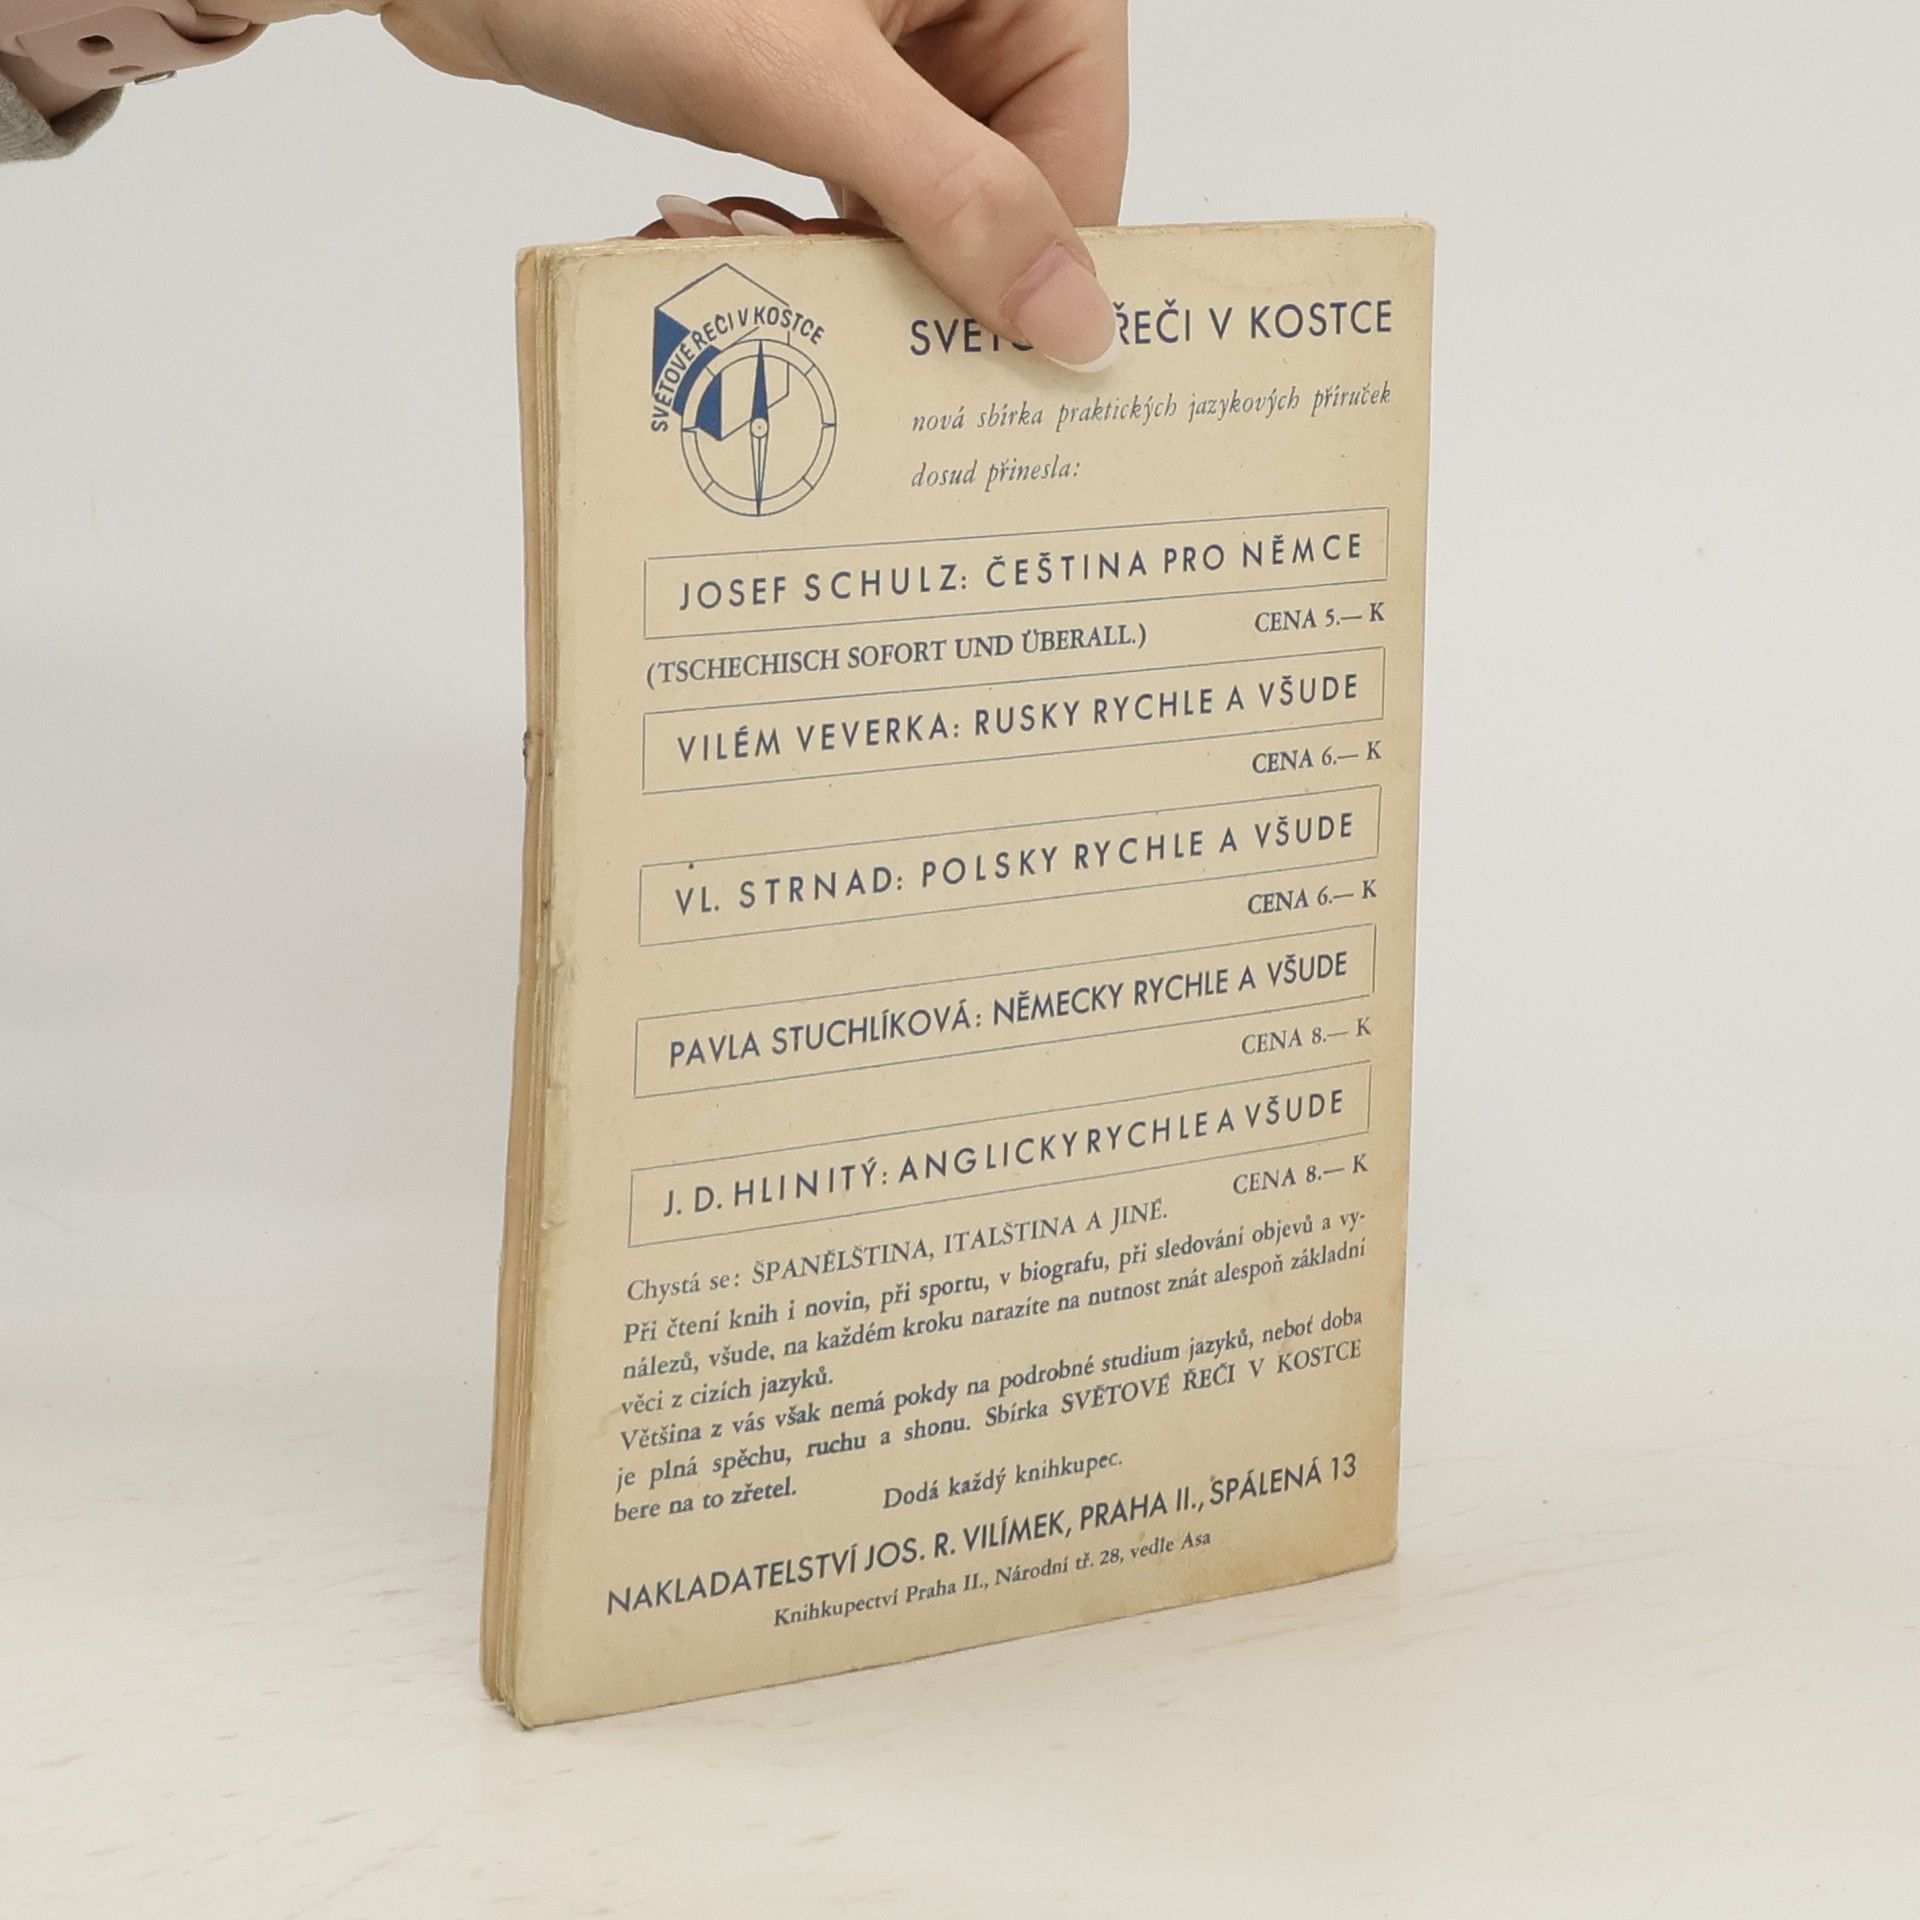 SVĚTOVÉ ŘEČI V KOSTCE
ŘEČI V KOSTCE
nová sbírka praktických jazykových příruček
dosud přinesla:
JOSEF SCHULZ: ČEŠTINA PRO NĚMCE
(TSCHECHISCH SOFORT UND ÜBERALL.) CENA 5.— K
VILÉM VEVERKA: RUSKY RYCHLE A VŠUDE
CENA 6.— K
VL. STRNAD: POLSKY RYCHLE A VŠUDE
CENA 6.— K
PAVLA STUCHLÍKOVÁ: NĚMECKY RYCHLE A VŠUDE
CENA 8.— K
J. D. HLINITÝ: ANGLICKY RYCHLE A VŠUDE
CENA 8.— K
Chystá se: ŠPANĚLŠTINA, ITALŠTINA A JINÉ.
Při čtení knih i novin, při sportu, v biografu, při sledování objevů a vy-
nálezů, všude, na každém kroku narazíte na nutnost znát alespoň základní
věci z cizích jazyků.
Většina z vás však nemá pokdy na podrobné studium jazyků, neboť doba
je plná spěchu, ruchu a shonu. Sbírka SVĚTOVÉ ŘEČI V KOSTCE
bere na to zřetel. Dodá každý knihkupec.
NAKLADATELSTVÍ JOS. R. VILÍMEK, PRAHA II., SPÁLENÁ 13
Knihkupectví Praha II., Národní tř. 28, vedle Asa